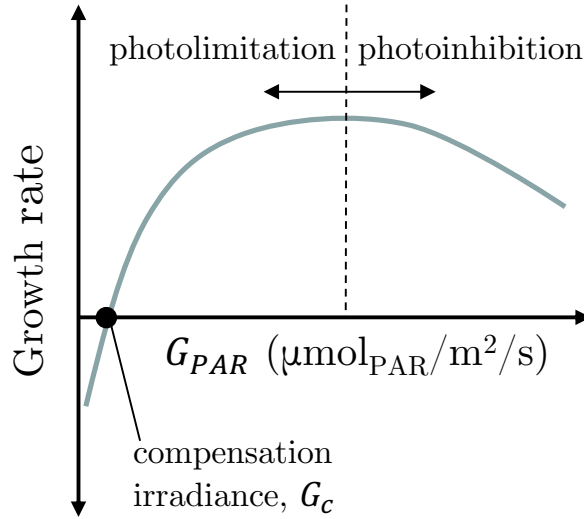 photolimitation
photoinhibition
Growth rate
G_PAR (μmol_PAR/m²/s)
compensation
irradiance, G_c